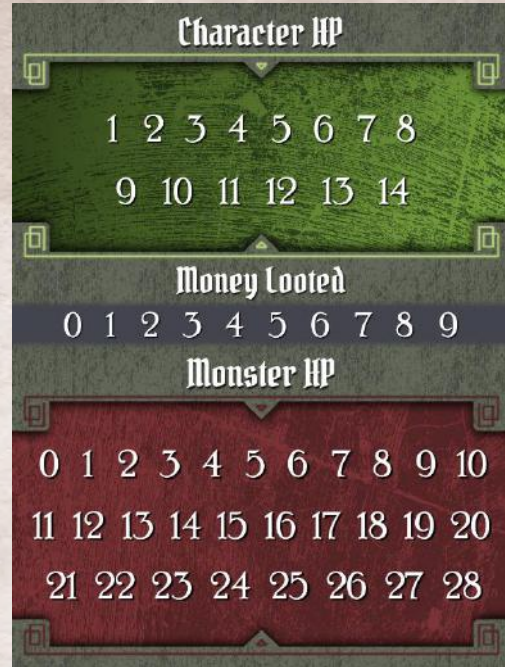 Character HP
1 2 3 4 5 6 7 8
9 10 11 12 13 14
Money Looted
0 1 2 3 4 5 6 7 8 9
Monster HP
0 1 2 3 4 5 6 7 8 9 10
11 12 13 14 15 16 17 18 19 20
21 22 23 24 25 26 27 28